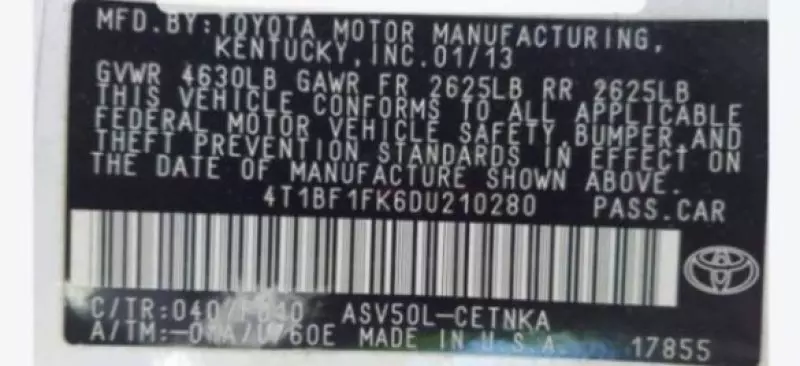 MFD.BY:TOYOTA MOTOR MANUFACTURING,
KENTUCKY,INC.01/13
GVWR 4630LB GAWR FR 2625LB RR 2625LB
THIS VEHICLE CONFORMS TO ALL APPLICABLE
FEDERAL MOTOR VEHICLE SAFETY,BUMPER,AND
THEFT PREVENTION STANDARDS IN EFFECT ON
THE DATE OF MANUFACTURE SHOWN ABOVE.
4T1BF1FK6DU210280 PASS.CAR
C/TR: ASV50L-CETNKA
A/TM: MADE IN U.S.A. 17855